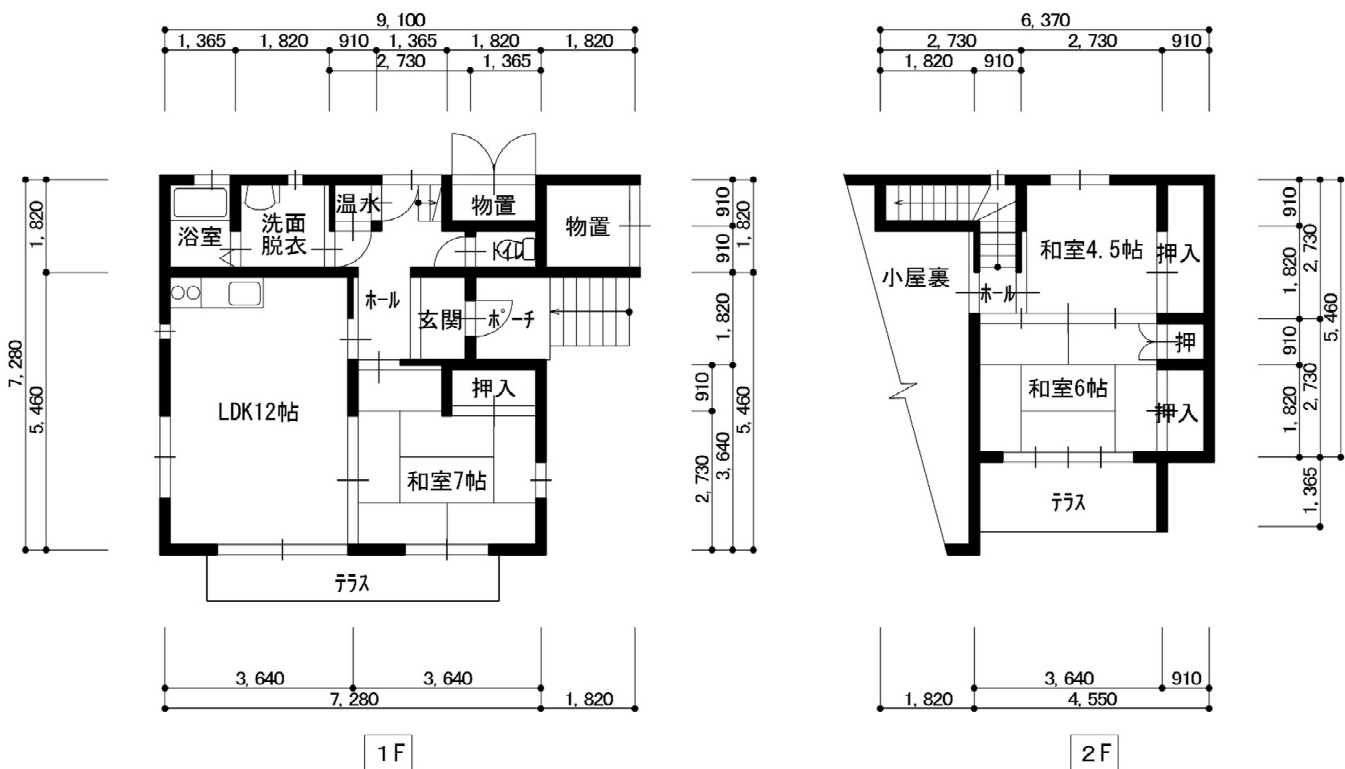 9,100
1,365 1,820 910 1,365 1,820 1,820
2,730 1,365
6,370
2,730 2,730 910
1,820 910
7,280
1,820
5,460
浴室
洗面
脱衣
温水
物置
物置
トイレ
ホール
玄関
ポーチ
LDK12帖
押入
和室7帖
テラス
910
910
1,820
1,820
910
2,730
3,640
5,460
小屋裏
ホール
和室4.5帖
押入
押
和室6帖
押入
テラス
910
1,820
2,730
910
1,820
2,730
5,460
1,365
3,640 3,640
7,280 1,820
3,640 910
1,820 4,550
1F
2F